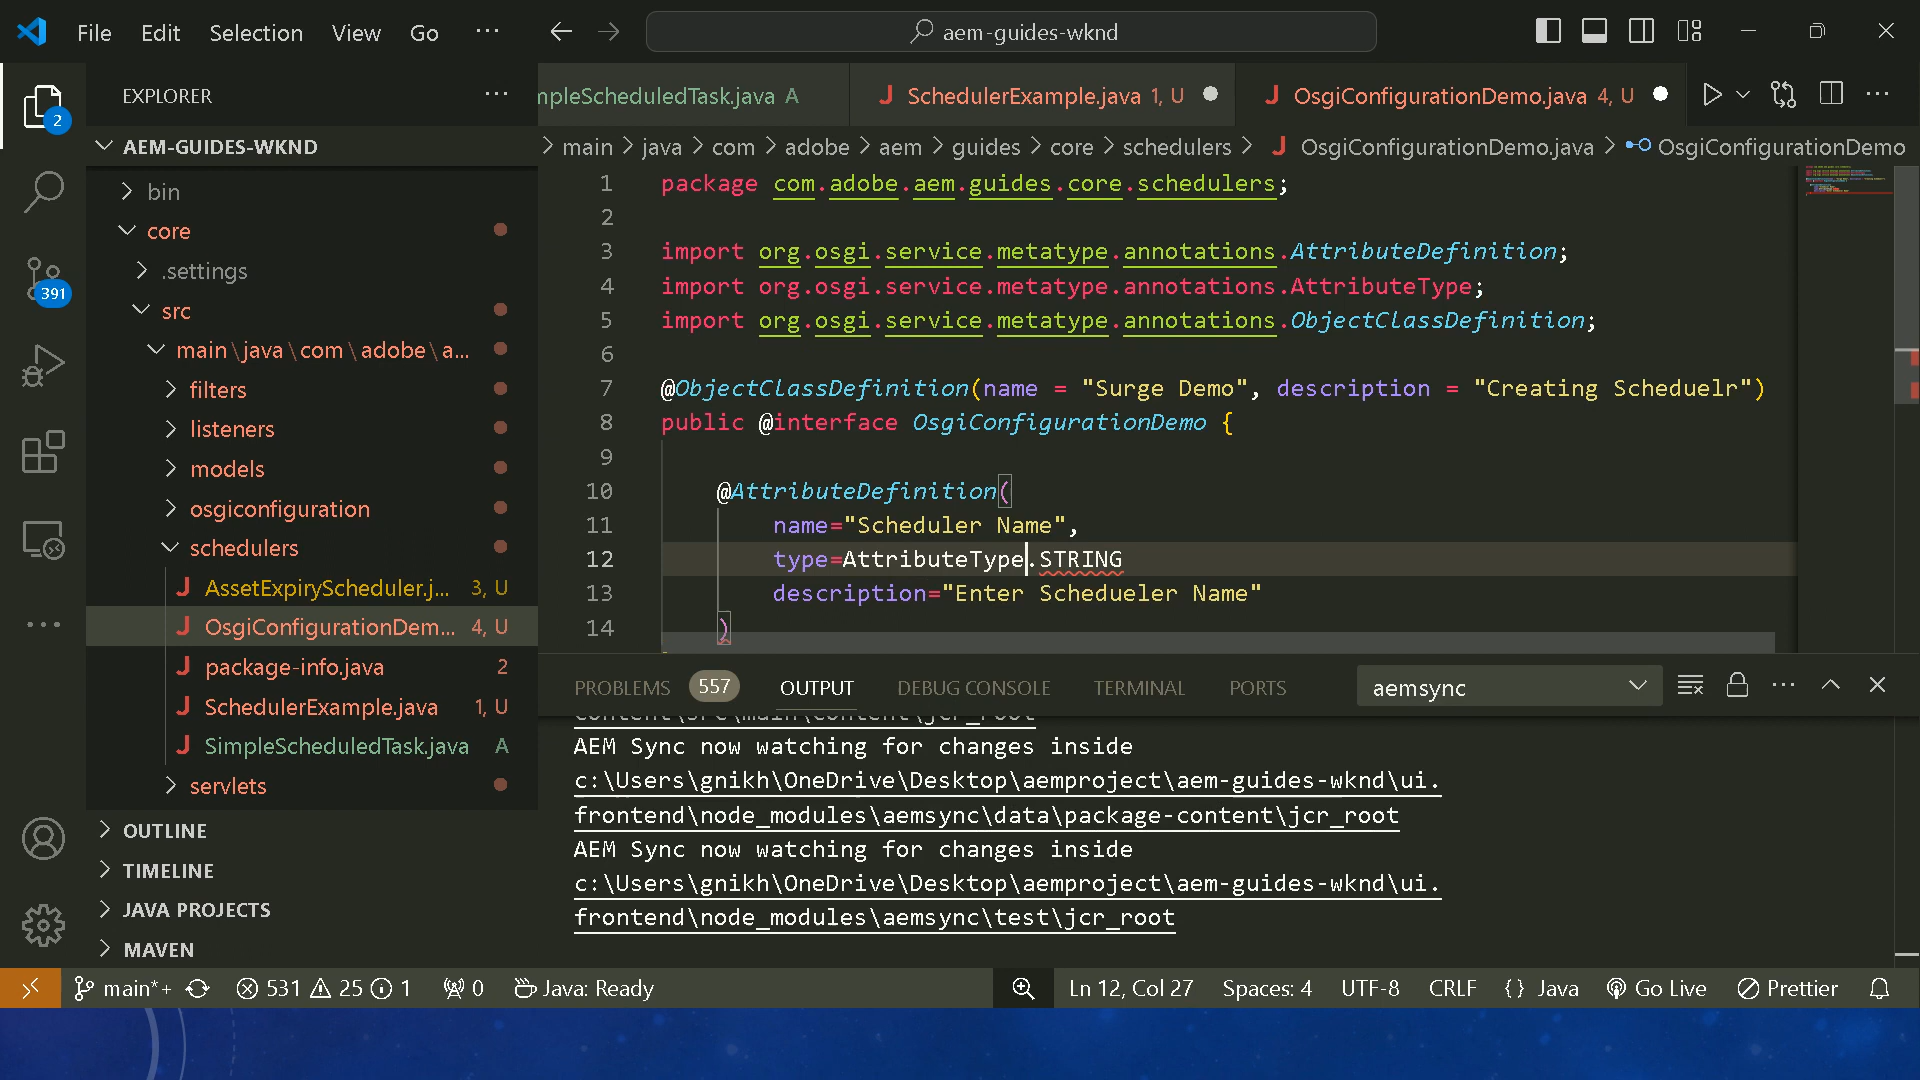 File Edit Selection View Go ··· aem-guides-wknd
EXPLORER ···
2
391
AEM-GUIDES-WKND
bin
core
.settings
src
main\java\com\adobe\a...
filters
listeners
models
osgiconfiguration
schedulers
AssetExpiryScheduler.j... 3, U
OsgiConfigurationDem... 4, U
package-info.java 2
SchedulerExample.java 1, U
SimpleScheduledTask.java A
servlets
OUTLINE
TIMELINE
JAVA PROJECTS
MAVEN
mpleScheduledTask.java A SchedulerExample.java 1, U OsgiConfigurationDemo.java 4, U
main > java > com > adobe > aem > guides > core > schedulers > OsgiConfigurationDemo.java > OsgiConfigurationDemo
1 package com.adobe.aem.guides.core.schedulers;
2
3 import org.osgi.service.metatype.annotations.AttributeDefinition;
4 import org.osgi.service.metatype.annotations.AttributeType;
5 import org.osgi.service.metatype.annotations.ObjectClassDefinition;
6
7 @ObjectClassDefinition(name = "Surge Demo", description = "Creating Scheduelr")
8 public @interface OsgiConfigurationDemo {
9
10 @AttributeDefinition(
11 name="Scheduler Name",
12 type=AttributeType.STRING
13 description="Enter Schedueler Name"
14 )
PROBLEMS 557 OUTPUT DEBUG CONSOLE TERMINAL PORTS aemsync
content\src\main\content\jcr_root
AEM Sync now watching for changes inside
c:\Users\gnikh\OneDrive\Desktop\aemproject\aem-guides-wknd\ui.
frontend\node_modules\aemsync\data\package-content\jcr_root
AEM Sync now watching for changes inside
c:\Users\gnikh\OneDrive\Desktop\aemproject\aem-guides-wknd\ui.
frontend\node_modules\aemsync\test\jcr_root
main*+ 531 25 1 0 Java: Ready Ln 12, Col 27 Spaces: 4 UTF-8 CRLF {} Java Go Live Prettier